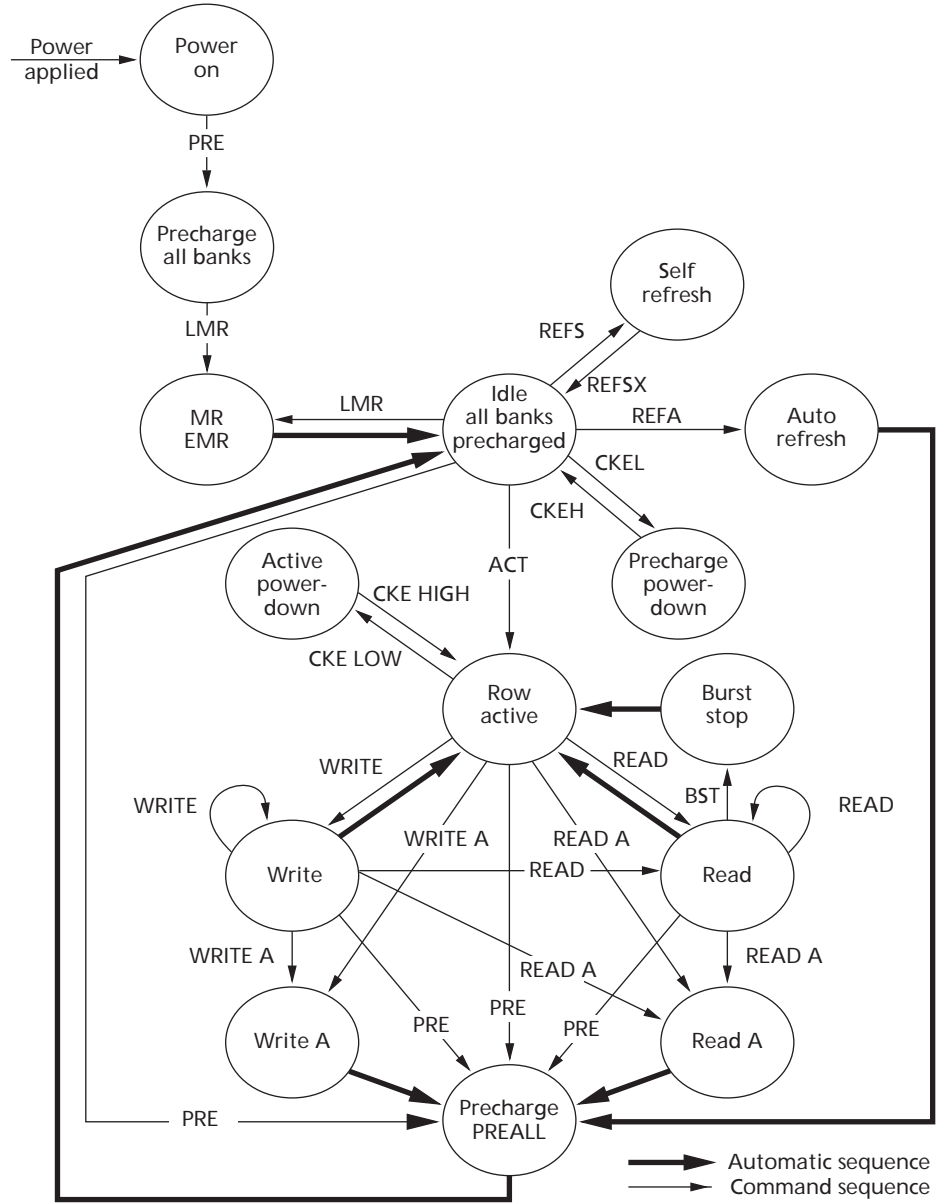 Power
applied
Power
on
PRE
Precharge
all banks
LMR
Self
refresh
REFS
REFSX
MR
EMR
LMR
Idle
all banks
precharged
REFA
Auto
refresh
CKEL
CKEH
Precharge
power-
down
ACT
Active
power-
down
CKE HIGH
CKE LOW
Row
active
Burst
stop
WRITE
READ
BST
WRITE
READ
WRITE A
READ A
Write
READ
Read
WRITE A
READ A
READ A
PRE
PRE
PRE
Write A
Read A
Precharge
PREALL
PRE
Automatic sequence
Command sequence